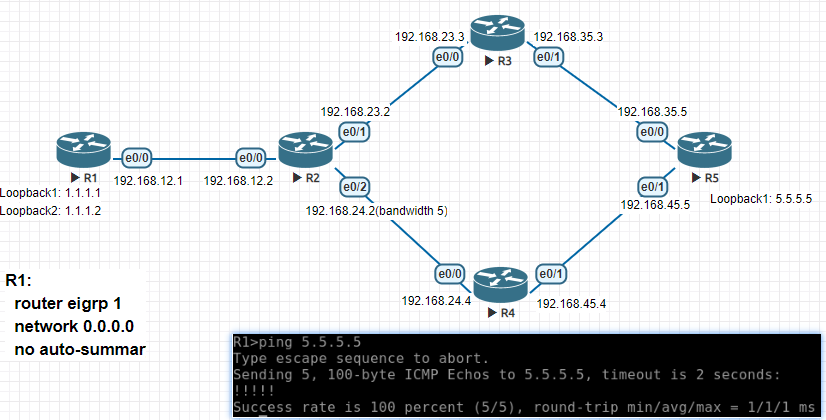 192.168.23.3
192.168.35.3
e0/0
R3
e0/1
192.168.23.2
192.168.35.5
e0/1
e0/0
R1
e0/0
e0/0
R2
R5
192.168.12.1
192.168.12.2
e0/2
e0/1
Loopback1: 1.1.1.1
Loopback2: 1.1.1.2
192.168.24.2(bandwidth 5)
192.168.45.5
Loopback1: 5.5.5.5
e0/0
e0/1
192.168.24.4
192.168.45.4
R4
R1:
router eigrp 1
network 0.0.0.0
no auto-summar
R1>ping 5.5.5.5
Type escape sequence to abort.
Sending 5, 100-byte ICMP Echos to 5.5.5.5, timeout is 2 seconds:
!!!!!
Success rate is 100 percent (5/5), round-trip min/avg/max = 1/1/1 ms